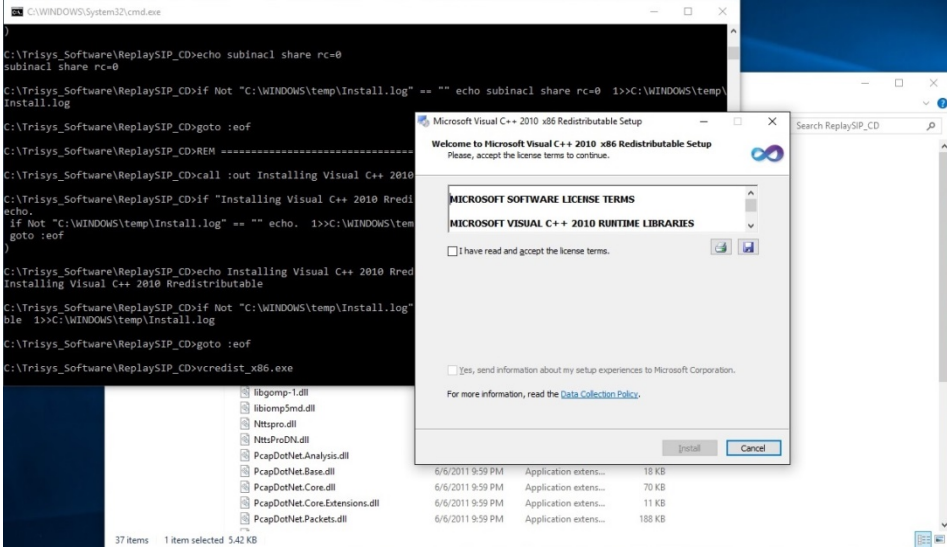 C:\WINDOWS\System32\cmd.exe
)
C:\Trisys_Software\ReplaySIP_CD>echo subinacl share rc=0
subinacl share rc=0
C:\Trisys_Software\ReplaySIP_CD>if Not "C:\WINDOWS\temp\Install.log" == "" echo subinacl share rc=0  1>>C:\WINDOWS\temp\
Install.log
C:\Trisys_Software\ReplaySIP_CD>goto :eof
C:\Trisys_Software\ReplaySIP_CD>REM ==================================
C:\Trisys_Software\ReplaySIP_CD>call :out Installing Visual C++ 2010
C:\Trisys_Software\ReplaySIP_CD>if "Installing Visual C++ 2010 Rredi
echo.
if Not "C:\WINDOWS\temp\Install.log" == "" echo.  1>>C:\WINDOWS\tem
goto :eof
)
C:\Trisys_Software\ReplaySIP_CD>echo Installing Visual C++ 2010 Rred
Installing Visual C++ 2010 Rredistributable
C:\Trisys_Software\ReplaySIP_CD>if Not "C:\WINDOWS\temp\Install.log"
ble  1>>C:\WINDOWS\temp\Install.log
C:\Trisys_Software\ReplaySIP_CD>goto :eof
C:\Trisys_Software\ReplaySIP_CD>vcredist_x86.exe
Search ReplaySIP_CD
Microsoft Visual C++ 2010 x86 Redistributable Setup
Welcome to Microsoft Visual C++ 2010 x86 Redistributable Setup
Please, accept the license terms to continue.
MICROSOFT SOFTWARE LICENSE TERMS
MICROSOFT VISUAL C++ 2010 RUNTIME LIBRARIES
I have read and accept the license terms.
Yes, send information about my setup experiences to Microsoft Corporation.
For more information, read the Data Collection Policy.
Install
Cancel
libgomp-1.dll
libiomp5md.dll
Nttspro.dll
NttsProDN.dll
PcapDotNet.Analysis.dll
PcapDotNet.Base.dll 6/6/2011 9:59 PM Application extens... 18 KB
PcapDotNet.Core.dll 6/6/2011 9:59 PM Application extens... 70 KB
PcapDotNet.Core.Extensions.dll 6/6/2011 9:59 PM Application extens... 11 KB
PcapDotNet.Packets.dll 6/6/2011 9:59 PM Application extens... 188 KB
37 items 1 item selected 5.42 KB